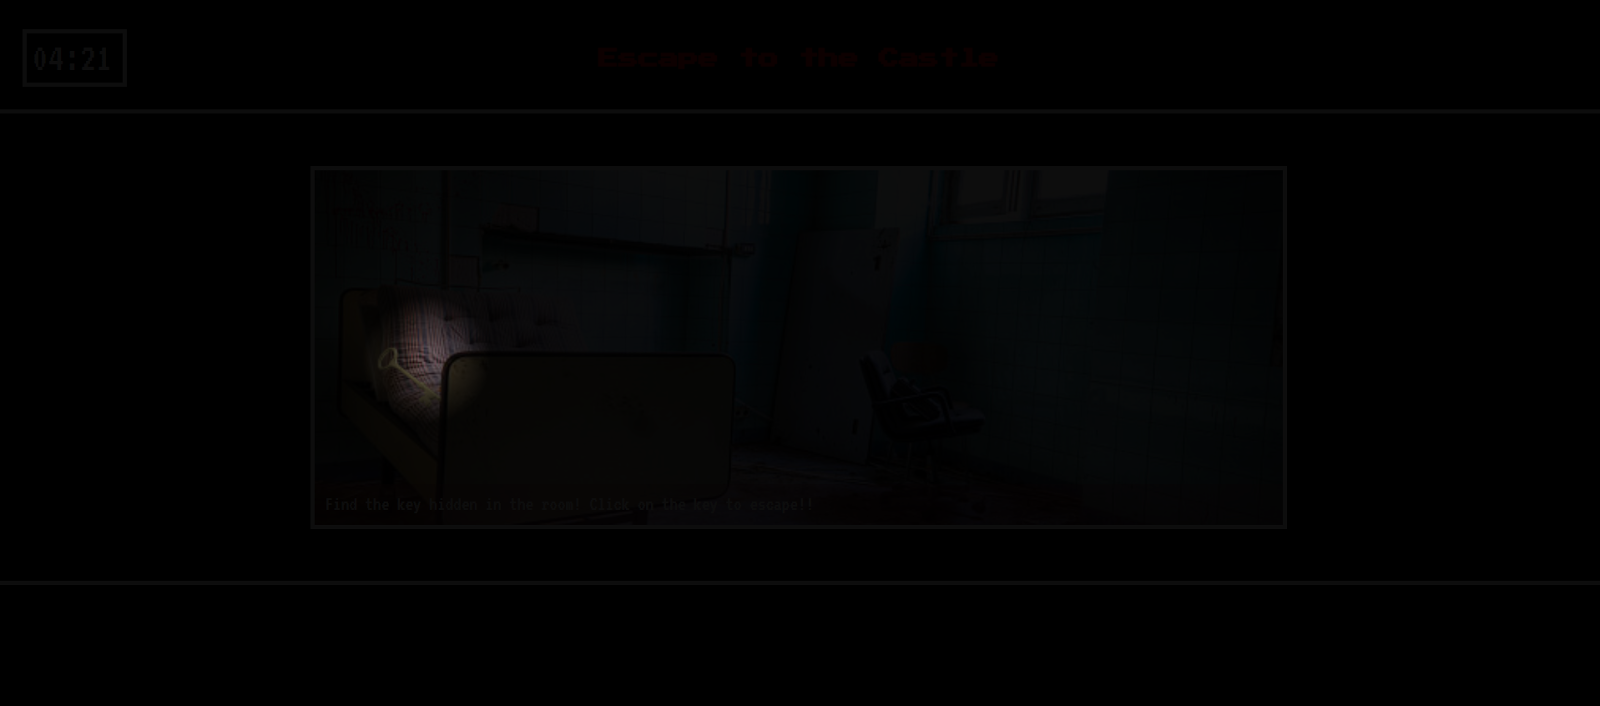 04:21
Escape to the Castle
Find the key hidden in the room! Click on the key to escape!!